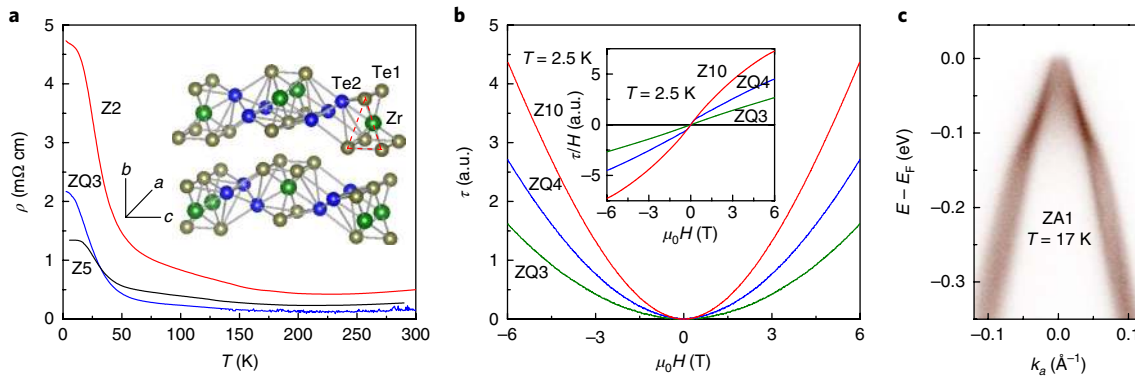 a
5
4
3
2
1
0
ρ (mΩ cm)
0
50
100
150
200
250
300
T (K)
Z2
ZQ3
Z5
b
a
c
Te2
Te1
Zr
b
5
4
3
2
1
0
τ (a.u.)
−6
−3
0
3
6
μ0H (T)
T = 2.5 K
Z10
ZQ4
ZQ3
5
0
−5
τ/H (a.u.)
−6
−3
0
3
6
μ0H (T)
T = 2.5 K
Z10
ZQ4
ZQ3
c
0.0
−0.1
−0.2
−0.3
E − EF (eV)
−0.1
0.0
0.1
ka (Å−1)
ZA1
T = 17 K